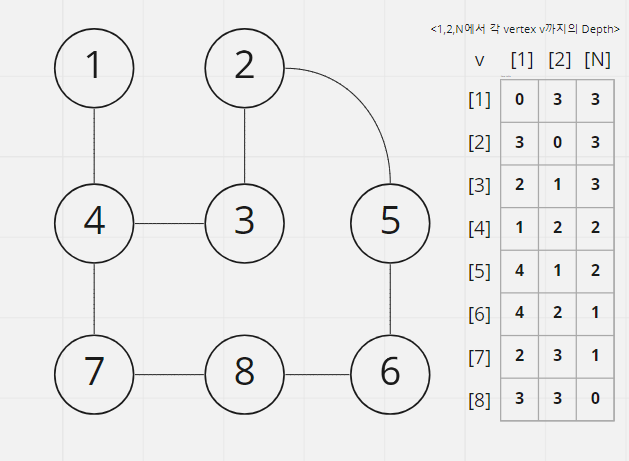 <1,2,N에서 각 vertex v까지의 Depth>
v [1] [2] [N]
[1] 0 3 3
[2] 3 0 3
[3] 2 1 3
[4] 1 2 2
[5] 4 1 2
[6] 4 2 1
[7] 2 3 1
[8] 3 3 0
1 2
4 3 5
7 8 6